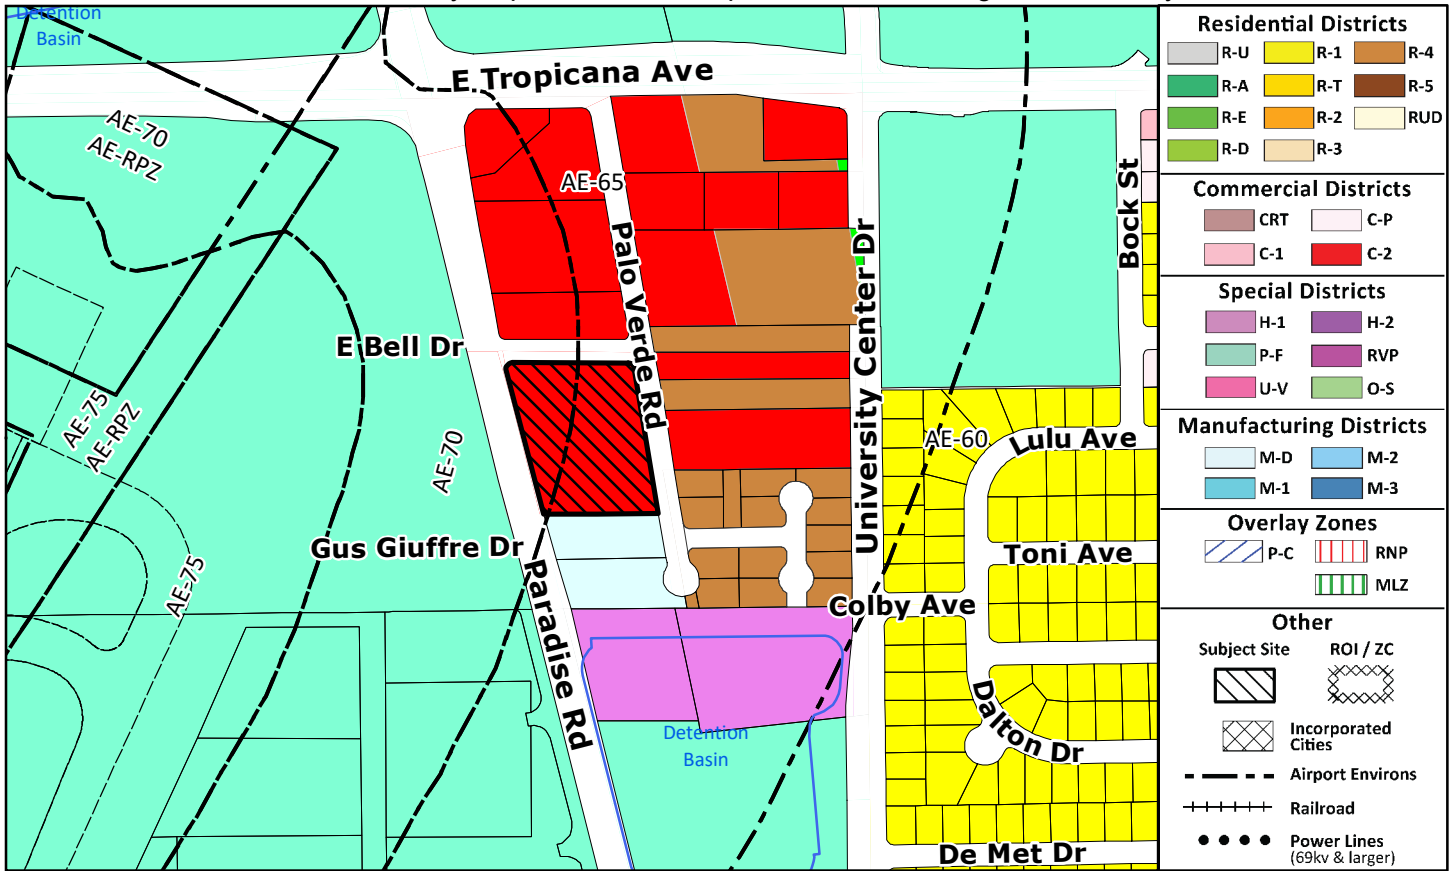 Detention
Basin
E Tropicana Ave
AE-70
AE-RPZ
AE-65
Palo Verde Rd
University Center Dr
Bock St
E Bell Dr
AE-75
AE-RPZ
AE-70
AE-60
Lulu Ave
Gus Giuffre Dr
Toni Ave
AE-75
Paradise Rd
Colby Ave
Dalton Dr
Detention
Basin
De Met Dr
Residential Districts
R-U
R-1
R-4
R-A
R-T
R-5
R-E
R-2
RUD
R-D
R-3
Commercial Districts
CRT
C-P
C-1
C-2
Special Districts
H-1
H-2
P-F
RVP
U-V
O-S
Manufacturing Districts
M-D
M-2
M-1
M-3
Overlay Zones
P-C
RNP
MLZ
Other
Subject Site
ROI / ZC
Incorporated
Cities
Airport Environs
Railroad
Power Lines
(69kv & larger)